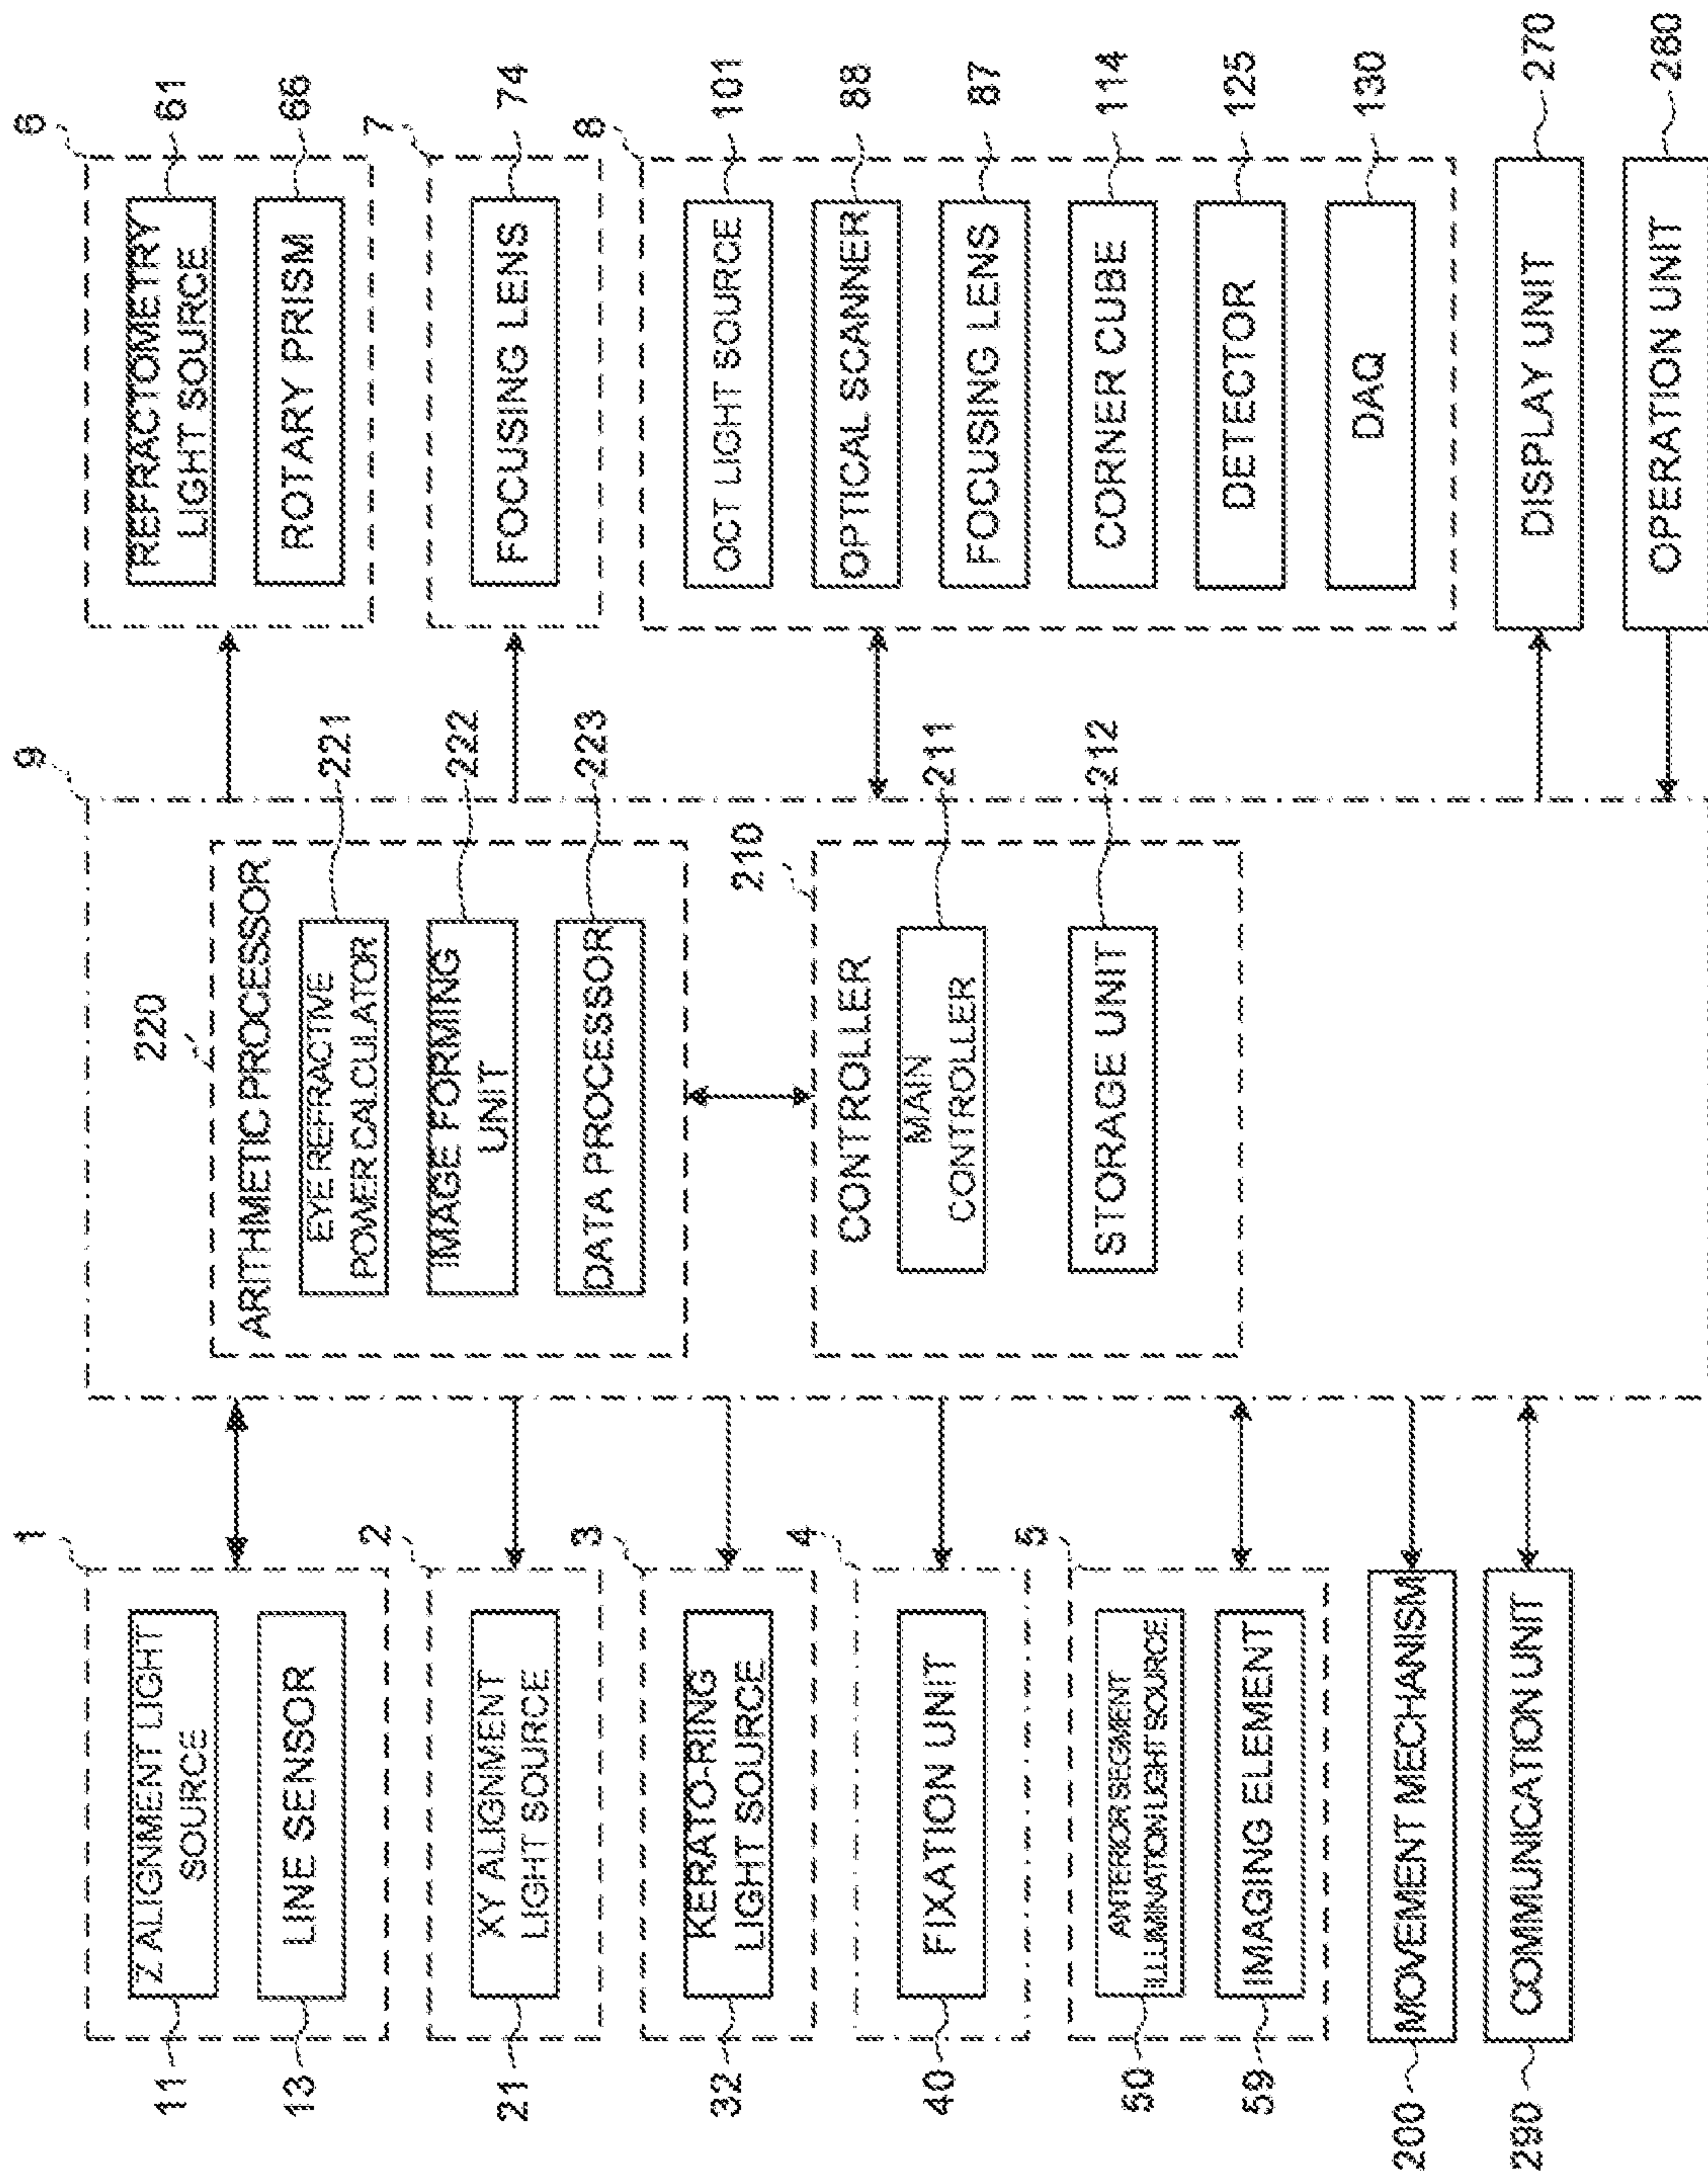 1
11
Z ALIGNMENT LIGHT
SOURCE
13
LINE SENSOR
2
21
XY ALIGNMENT
LIGHT SOURCE
3
32
KERATO-RING
LIGHT SOURCE
4
40
FIXATION UNIT
5
50
ANTERIOR SEGMENT
ILLUMINATION LIGHT SOURCE
59
IMAGING ELEMENT
200
MOVEMENT MECHANISM
290
COMMUNICATION UNIT
9
220
ARITHMETIC PROCESSOR
EYE REFRACTIVE
POWER CALCULATOR
221
IMAGE FORMING
UNIT
222
DATA PROCESSOR
223
210
CONTROLLER
MAIN
CONTROLLER
211
STORAGE UNIT
212
6
REFRACTOMETRY
LIGHT SOURCE
61
ROTARY PRISM
66
7
FOCUSING LENS
74
8
OCT LIGHT SOURCE
101
OPTICAL SCANNER
88
FOCUSING LENS
87
CORNER CUBE
114
DETECTOR
125
DAQ
130
DISPLAY UNIT
270
OPERATION UNIT
280